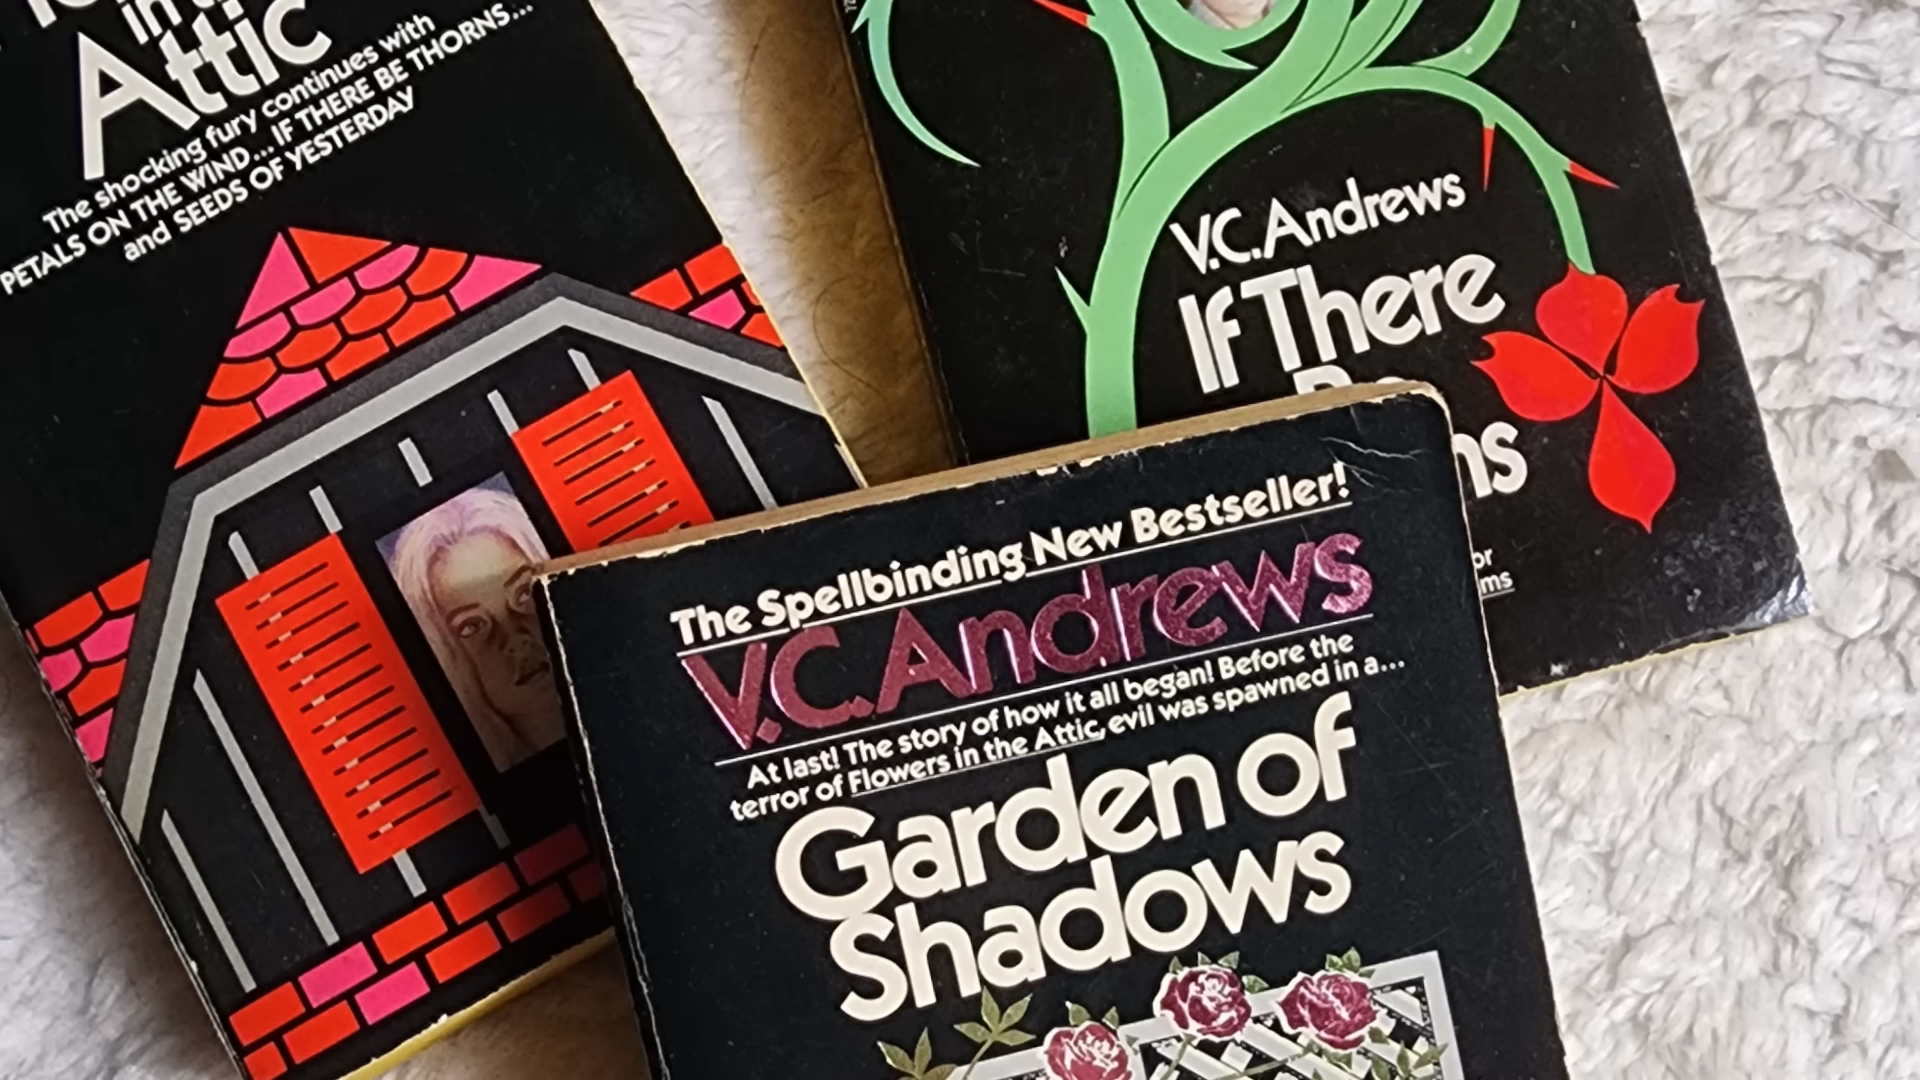 in the
Attic
The shocking fury continues with
PETALS ON THE WIND... IF THERE BE THORNS...
and SEEDS OF YESTERDAY
V.C. Andrews
If There
The Spellbinding New Bestseller!
V.C. Andrews
At last! The story of how it all began! Before the
terror of Flowers in the Attic, evil was spawned in a...
Garden of
Shadows